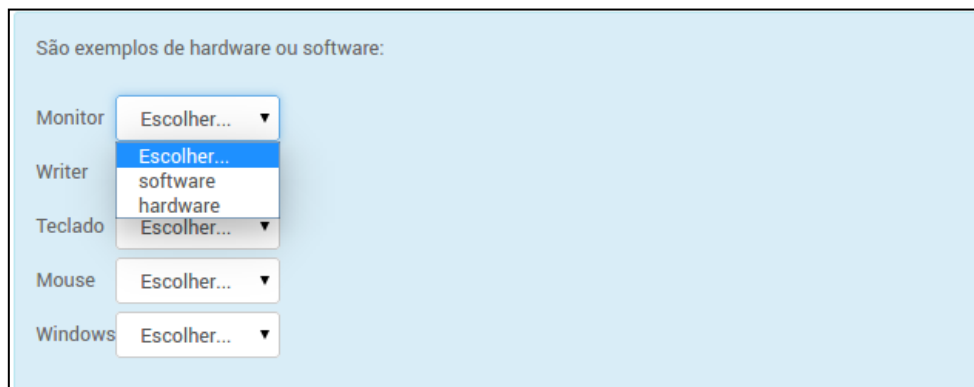 São exemplos de hardware ou software:
Monitor Escolher...
Escolher...
Writer
software
hardware
Teclado Escolher...
Mouse Escolher...
Windows Escolher...